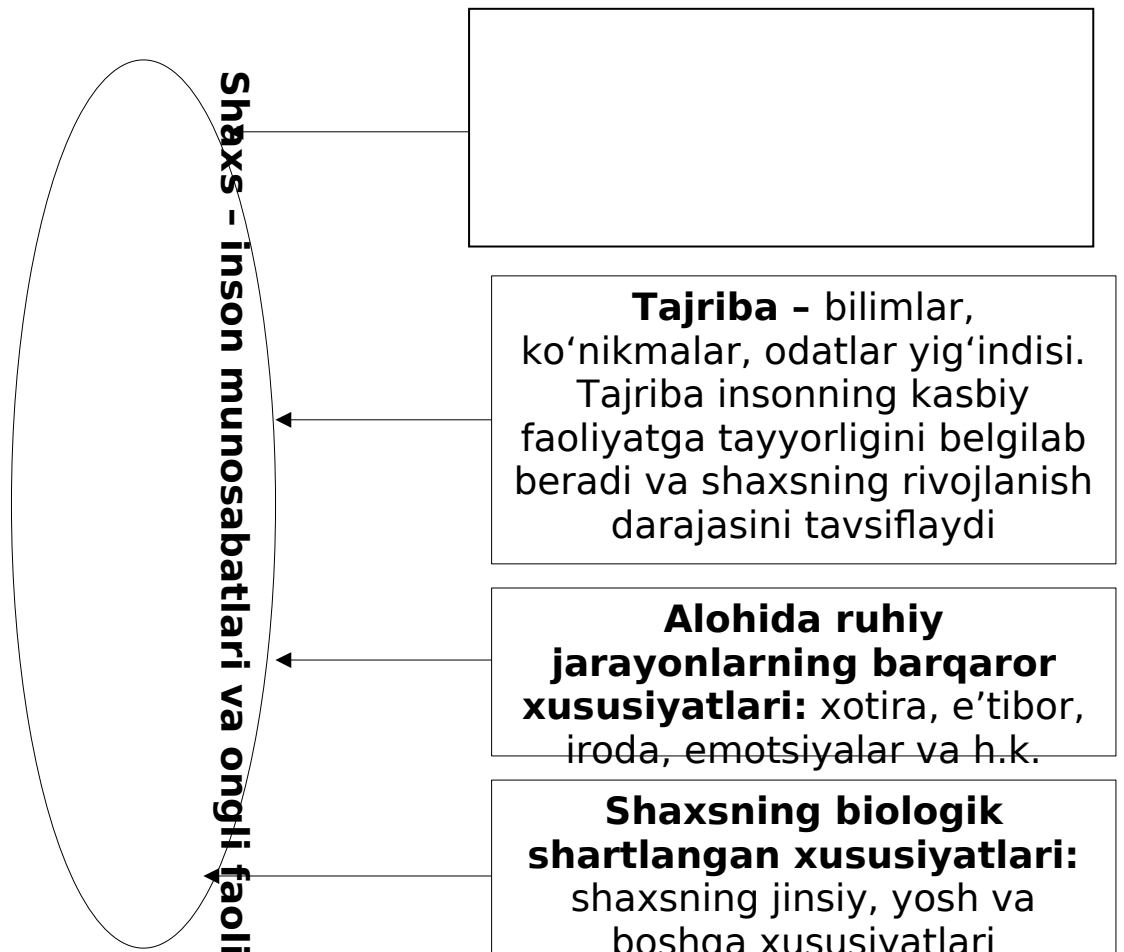 Shaxs – inson munosabatlari va ongli faoli
Tajriba – bilimlar,
ko‘nikmalar, odatlar yig‘indisi.
Tajriba insonning kasbiy
faoliyatga tayyorligini belgilab
beradi va shaxsning rivojlanish
darajasini tavsiflaydi
Alohida ruhiy
jarayonlarning barqaror
xususiyatlari: xotira, e’tibor,
iroda, emotsiyalar va h.k.
Shaxsning biologik
shartlangan xususiyatlari:
shaxsning jinsiy, yosh va
boshqa xususiyatlari